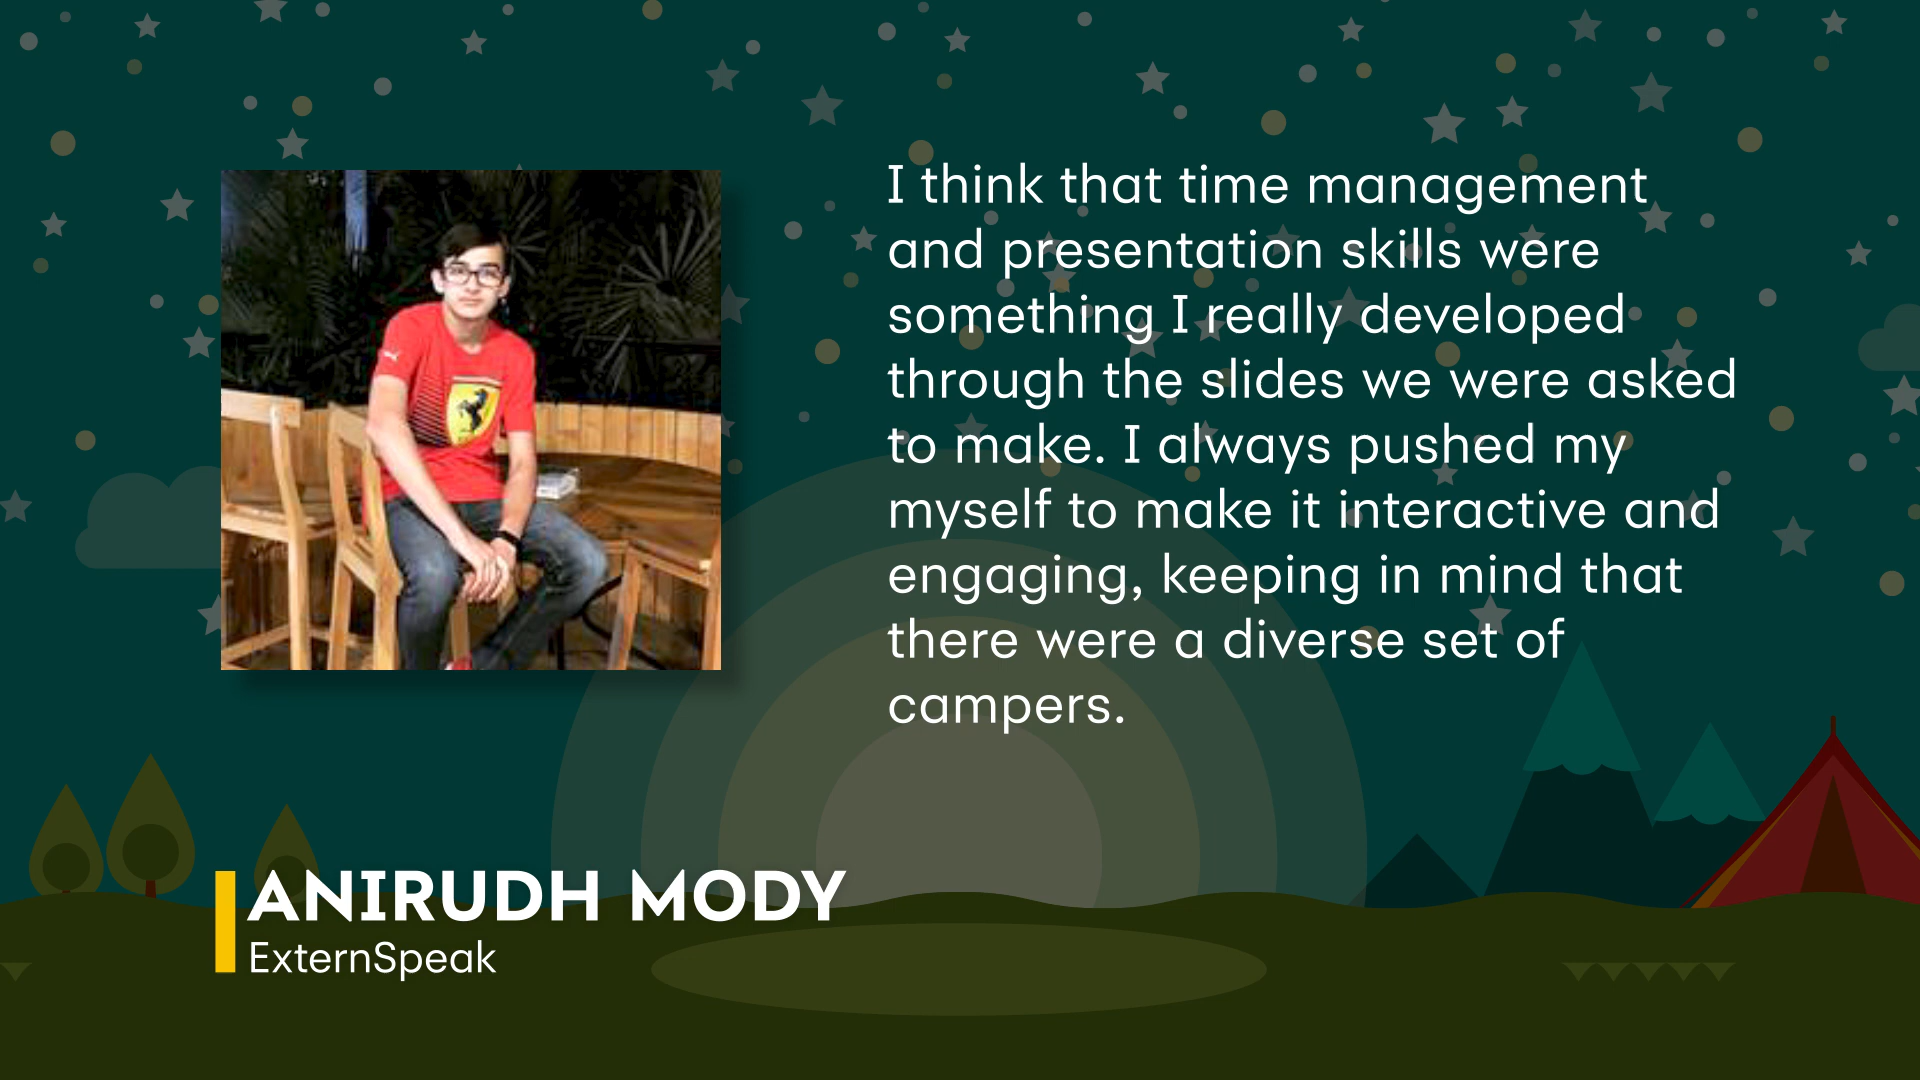 I think that time management
and presentation skills were
something I really developed
through the slides we were asked
to make. I always pushed my
myself to make it interactive and
engaging, keeping in mind that
there were a diverse set of
campers.
ANIRUDH MODY
ExternSpeak